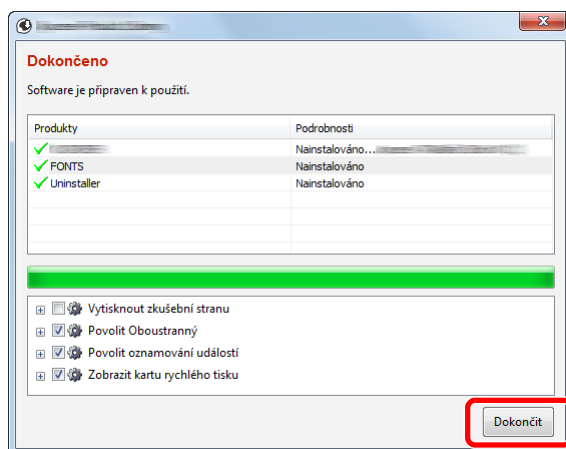 Dokončeno
Software je připraven k použití.
Produkty Podrobnosti
Nainstalováno...
FONTS Nainstalováno
Uninstaller Nainstalováno
Vytisknout zkušební stranu
Povolit Oboustranný
Povolit oznamování událostí
Zobrazit kartu rychlého tisku
Dokončit